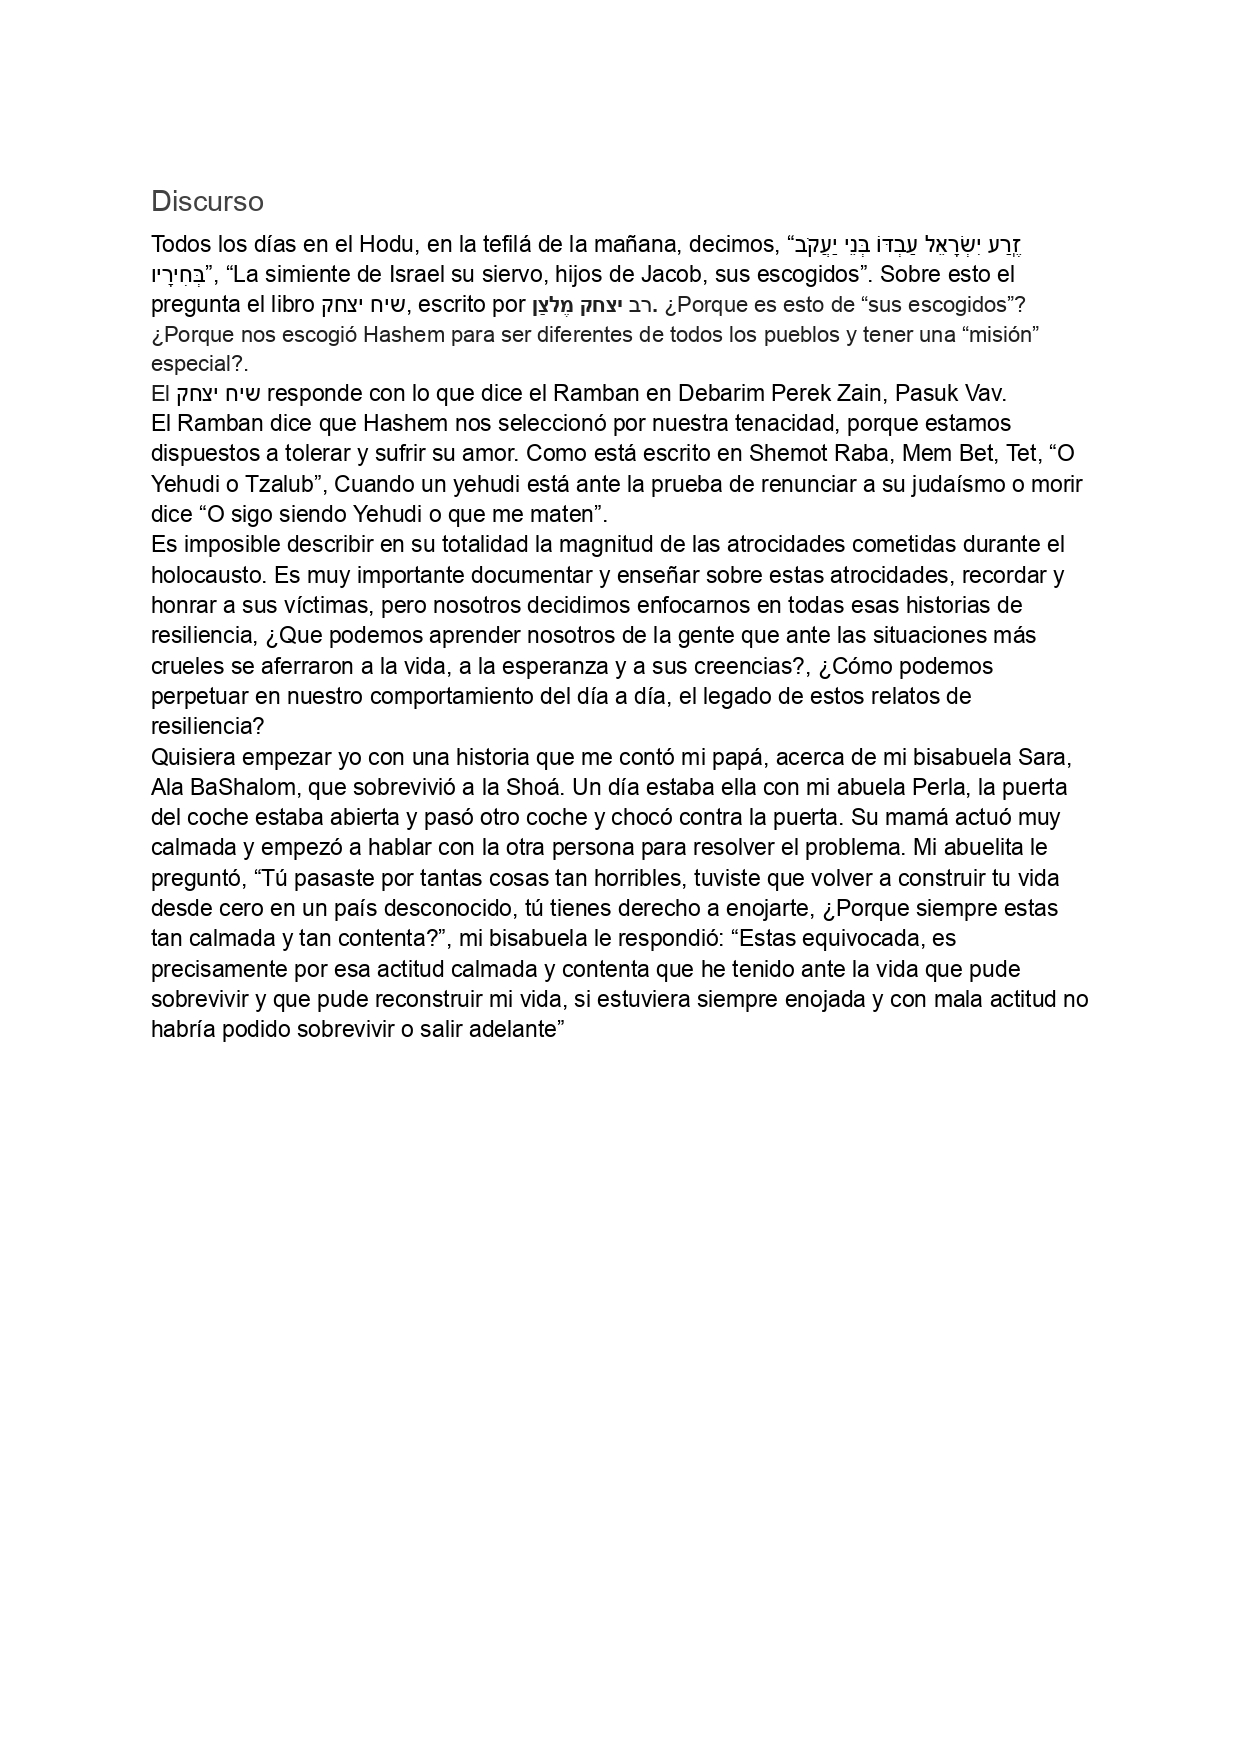 Discurso
Todos los días en el Hodu, en la tefilá de la mañana, decimos, “זֶרַע יִשְׂרָאֵל עַבְדּוֹ בְּנֵי יַעֲקֹב
בְּחִירָיו”, “La simiente de Israel su siervo, hijos de Jacob, sus escogidos”. Sobre esto el
pregunta el libro שיח יצחק, escrito por רב יצחק מֶלצַן. ¿Porque es esto de “sus escogidos”?
¿Porque nos escogió Hashem para ser diferentes de todos los pueblos y tener una “misión”
especial?.
El שיח יצחק responde con lo que dice el Ramban en Debarim Perek Zain, Pasuk Vav.
El Ramban dice que Hashem nos seleccionó por nuestra tenacidad, porque estamos
dispuestos a tolerar y sufrir su amor. Como está escrito en Shemot Raba, Mem Bet, Tet, “O
Yehudi o Tzalub”, Cuando un yehudi está ante la prueba de renunciar a su judaísmo o morir
dice “O sigo siendo Yehudi o que me maten”.
Es imposible describir en su totalidad la magnitud de las atrocidades cometidas durante el
holocausto. Es muy importante documentar y enseñar sobre estas atrocidades, recordar y
honrar a sus víctimas, pero nosotros decidimos enfocarnos en todas esas historias de
resiliencia, ¿Que podemos aprender nosotros de la gente que ante las situaciones más
crueles se aferraron a la vida, a la esperanza y a sus creencias?, ¿Cómo podemos
perpetuar en nuestro comportamiento del día a día, el legado de estos relatos de
resiliencia?
Quisiera empezar yo con una historia que me contó mi papá, acerca de mi bisabuela Sara,
Ala BaShalom, que sobrevivió a la Shoá. Un día estaba ella con mi abuela Perla, la puerta
del coche estaba abierta y pasó otro coche y chocó contra la puerta. Su mamá actuó muy
calmada y empezó a hablar con la otra persona para resolver el problema. Mi abuelita le
preguntó, “Tú pasaste por tantas cosas tan horribles, tuviste que volver a construir tu vida
desde cero en un país desconocido, tú tienes derecho a enojarte, ¿Porque siempre estas
tan calmada y tan contenta?”, mi bisabuela le respondió: “Estas equivocada, es
precisamente por esa actitud calmada y contenta que he tenido ante la vida que pude
sobrevivir y que pude reconstruir mi vida, si estuviera siempre enojada y con mala actitud no
habría podido sobrevivir o salir adelante”